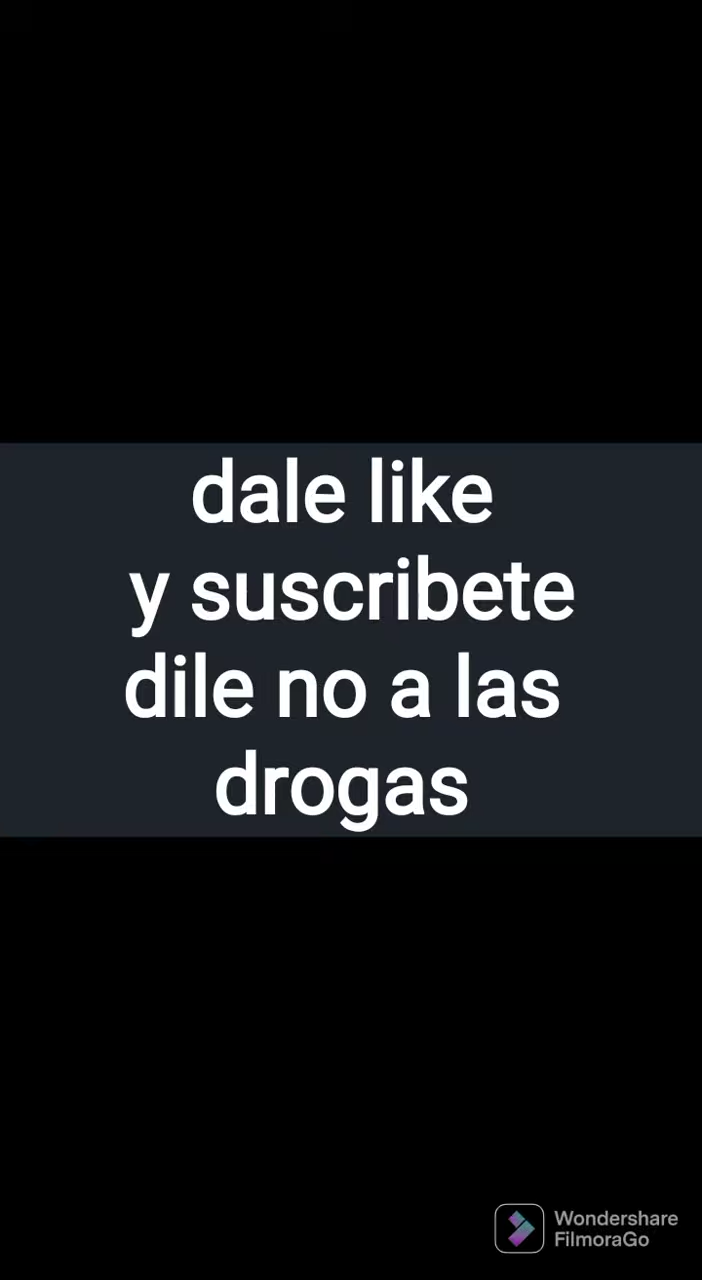 dale like
y suscribete
dile no a las
drogas
Wondershare
FilmoraGo